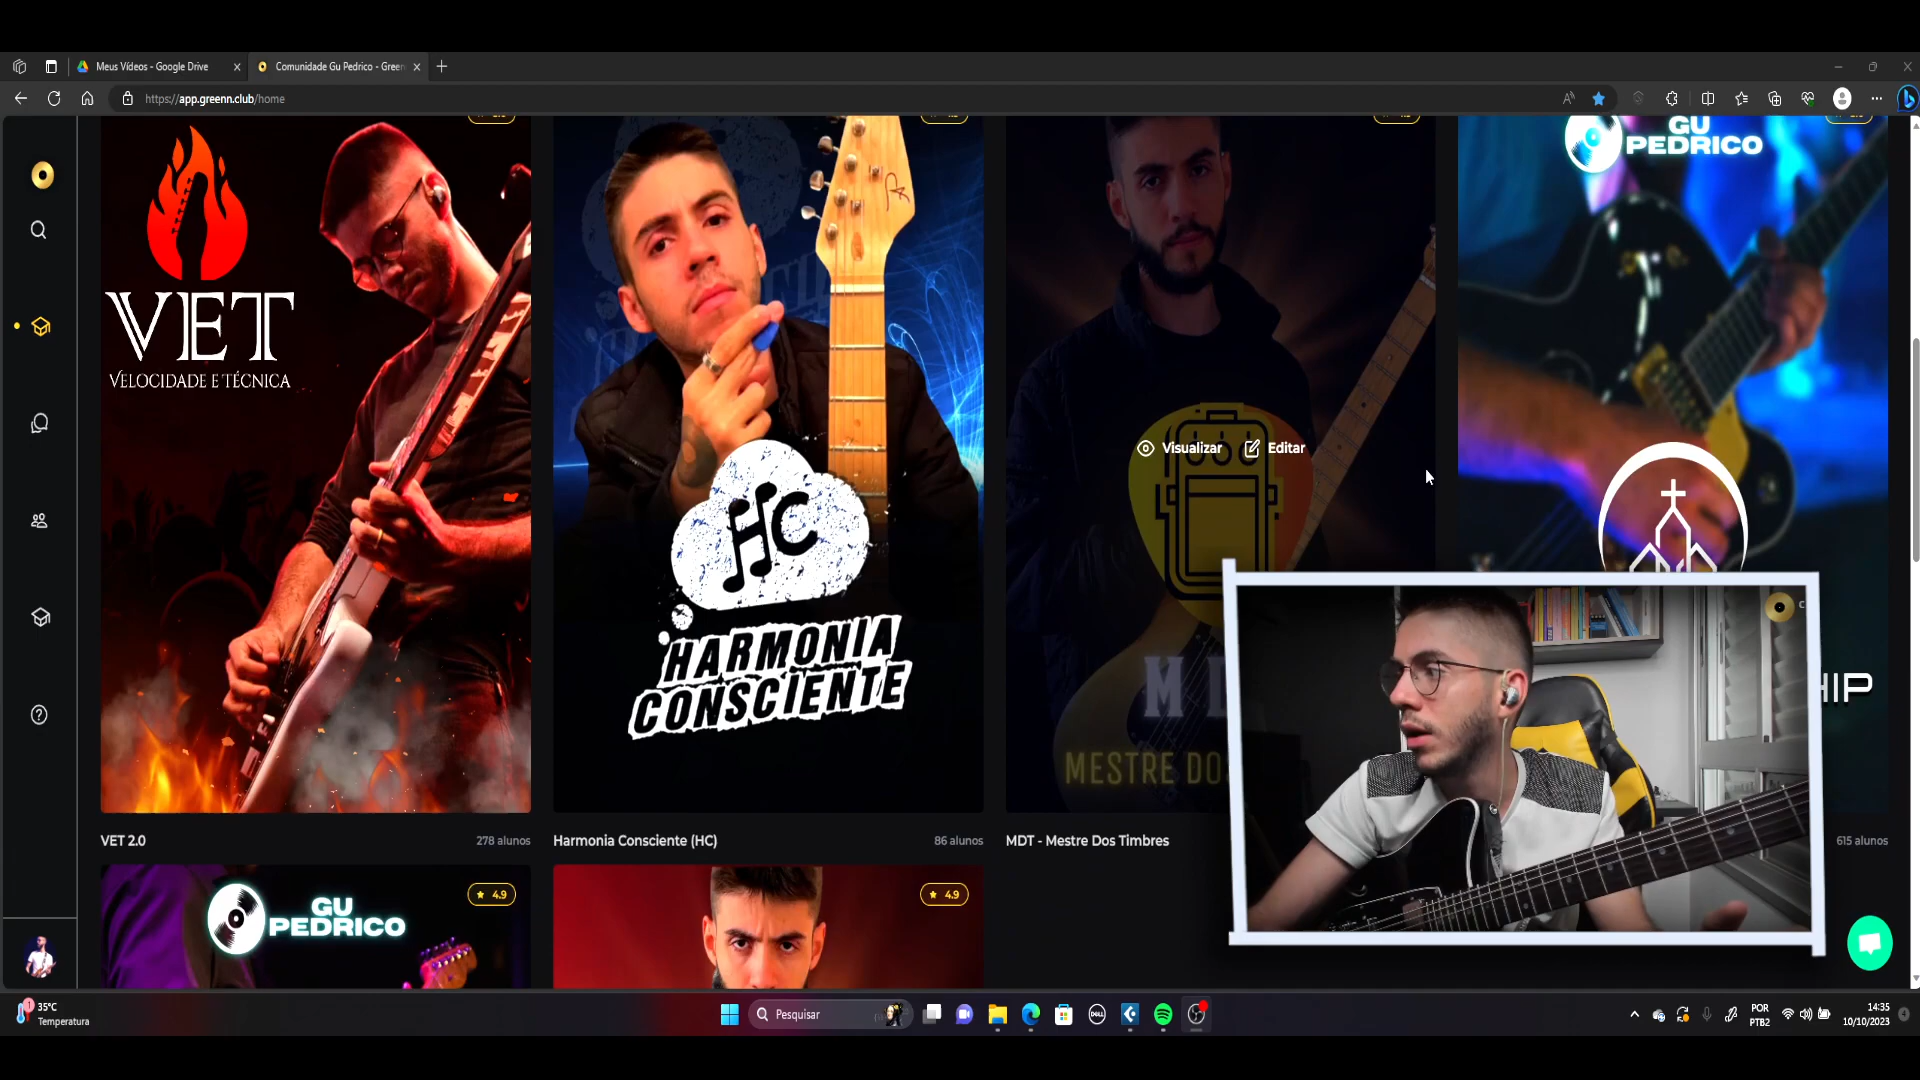 Meus Vídeos - Google Drive
Comunidade Gu Pedrico - Green
https://app.greenn.club/home
VET
VELOCIDADE E TÉCNICA
HC
HARMONIA
CONSCIENTE
Visualizar
Editar
MESTRE DO
GU
PEDRICO
HIP
VET 2.0
278 alunos
Harmonia Consciente (HC)
86 alunos
MDT - Mestre Dos Timbres
615 alunos
GU
PEDRICO
4.9
4.9
35°C
Temperatura
Pesquisar
DELL
POR
PTB2
14:35
10/10/2023